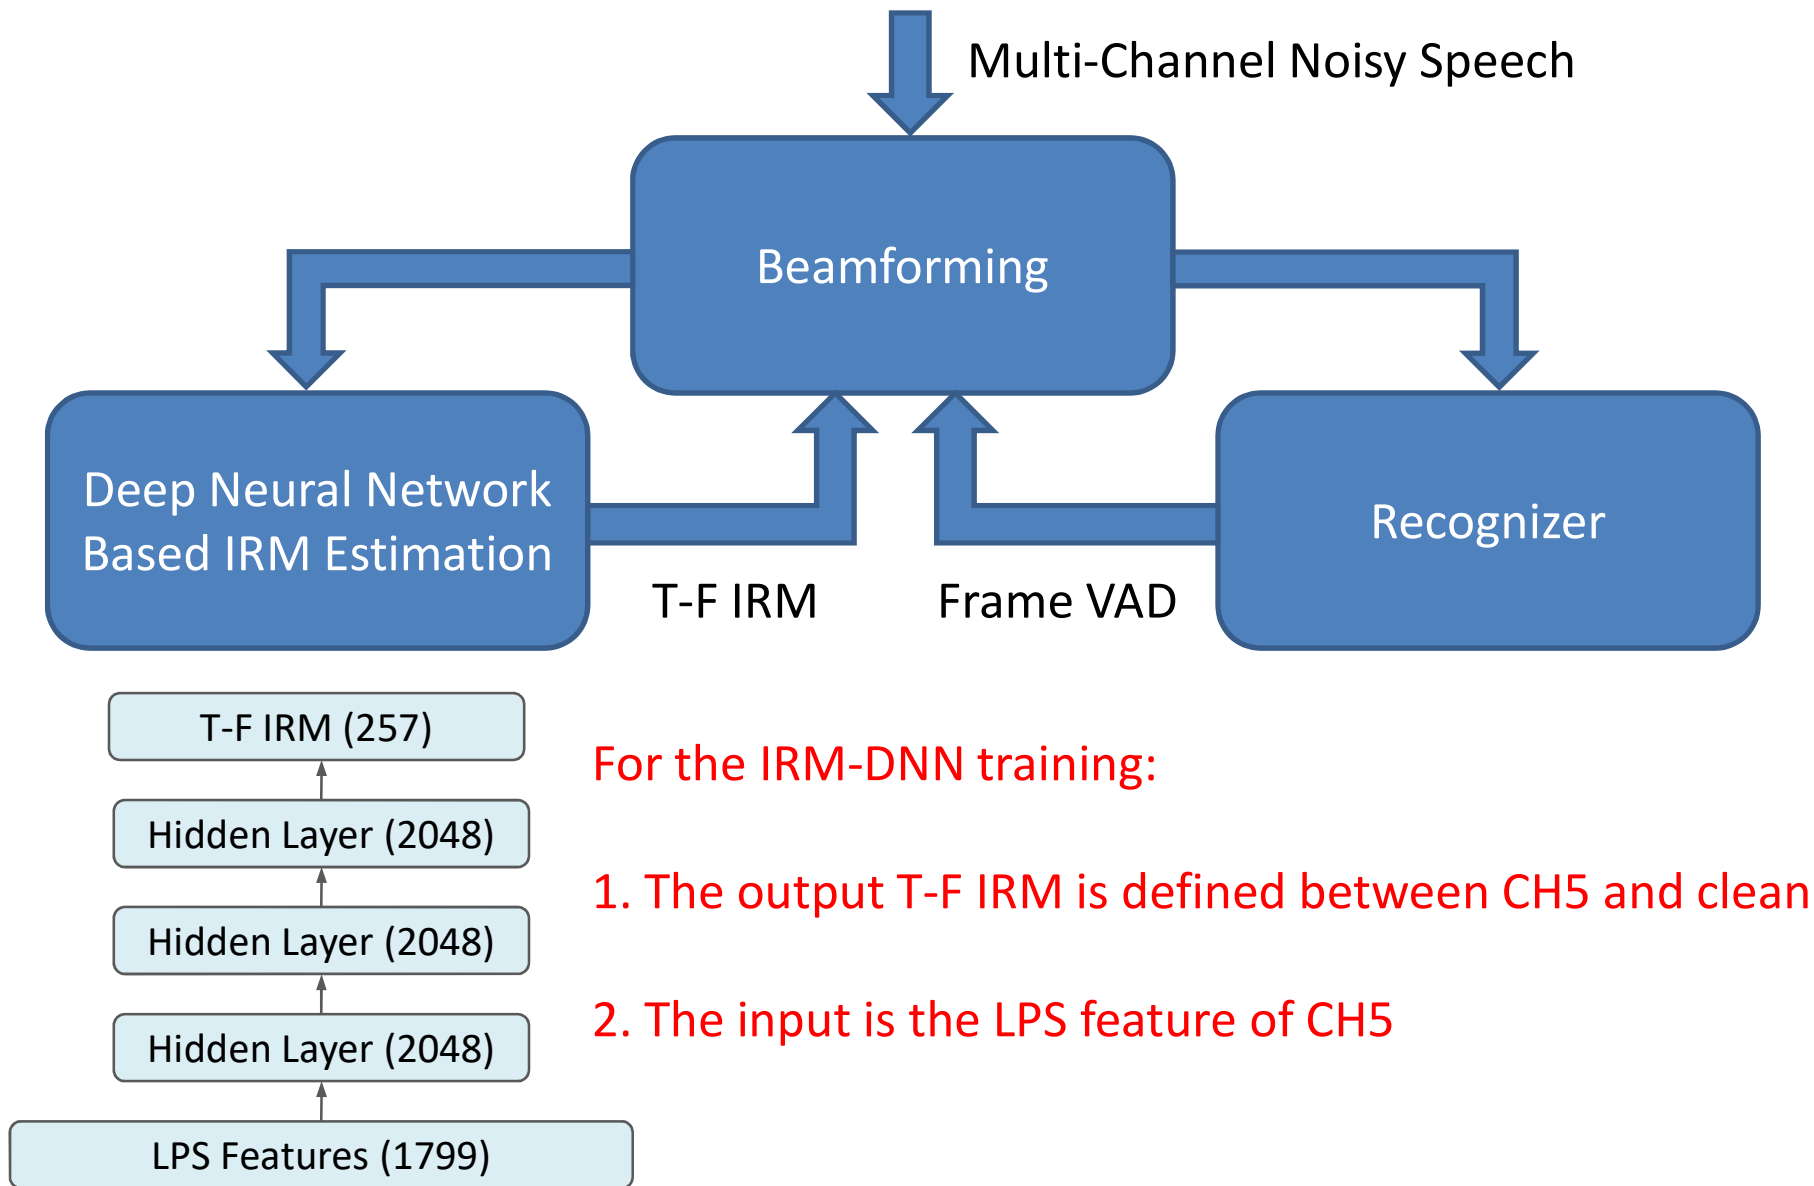 Multi-Channel Noisy Speech
Beamforming
Deep Neural Network
Based IRM Estimation
Recognizer
T-F IRM
Frame VAD
T-F IRM (257)
Hidden Layer (2048)
Hidden Layer (2048)
Hidden Layer (2048)
LPS Features (1799)
For the IRM-DNN training:
1. The output T-F IRM is defined between CH5 and clean
2. The input is the LPS feature of CH5